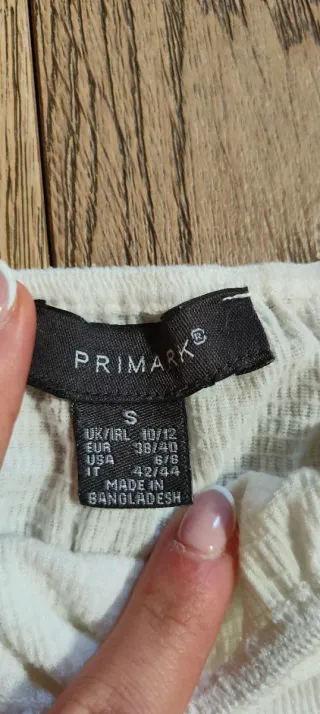 PRIMARK®
S
UK/IRL 10/12
EUR 38/40
USA 6/8
IT 42/44
MADE IN
BANGLADESH